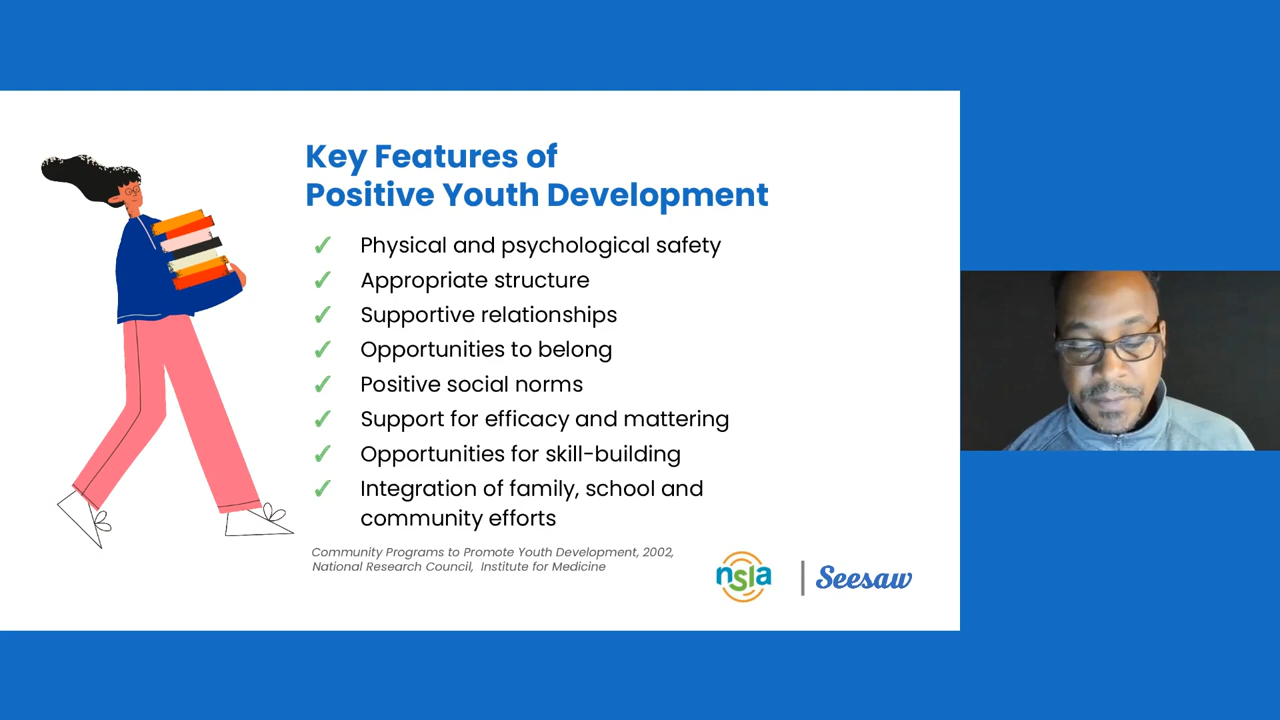 Key Features of
Positive Youth Development
✓ Physical and psychological safety
✓ Appropriate structure
✓ Supportive relationships
✓ Opportunities to belong
✓ Positive social norms
✓ Support for efficacy and mattering
✓ Opportunities for skill-building
✓ Integration of family, school and
community efforts
Community Programs to Promote Youth Development, 2002,
National Research Council, Institute for Medicine
nsla | Seesaw